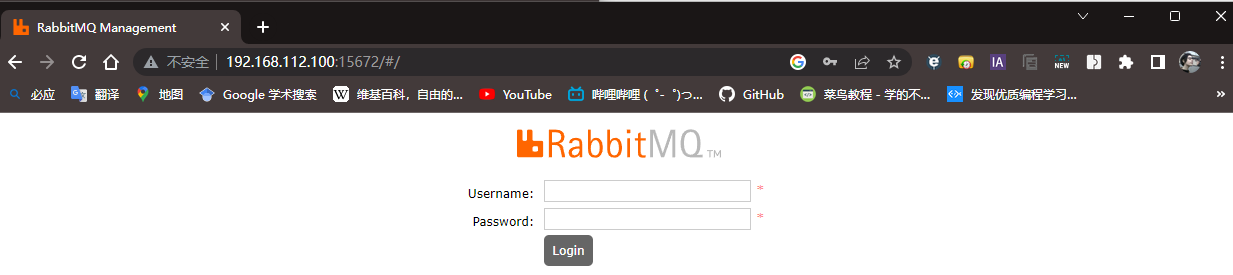 RabbitMQ Management
不安全 192.168.112.100:15672/#/
IA NEW
必应 翻译 地图 Google 学术搜索 维基百科，自由的... YouTube 哔哩哔哩 ( ゜- ゜)つ... GitHub 菜鸟教程 - 学的不... 发现优质编程学习... »
RabbitMQ TM
Username: *
Password: *
Login